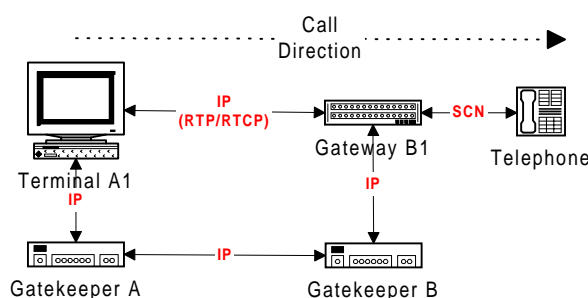 Call
Direction
IP
(RTP/RTCP)
SCN
Terminal A1
Gateway B1
Telephone
IP
IP
IP
Gatekeeper A
Gatekeeper B